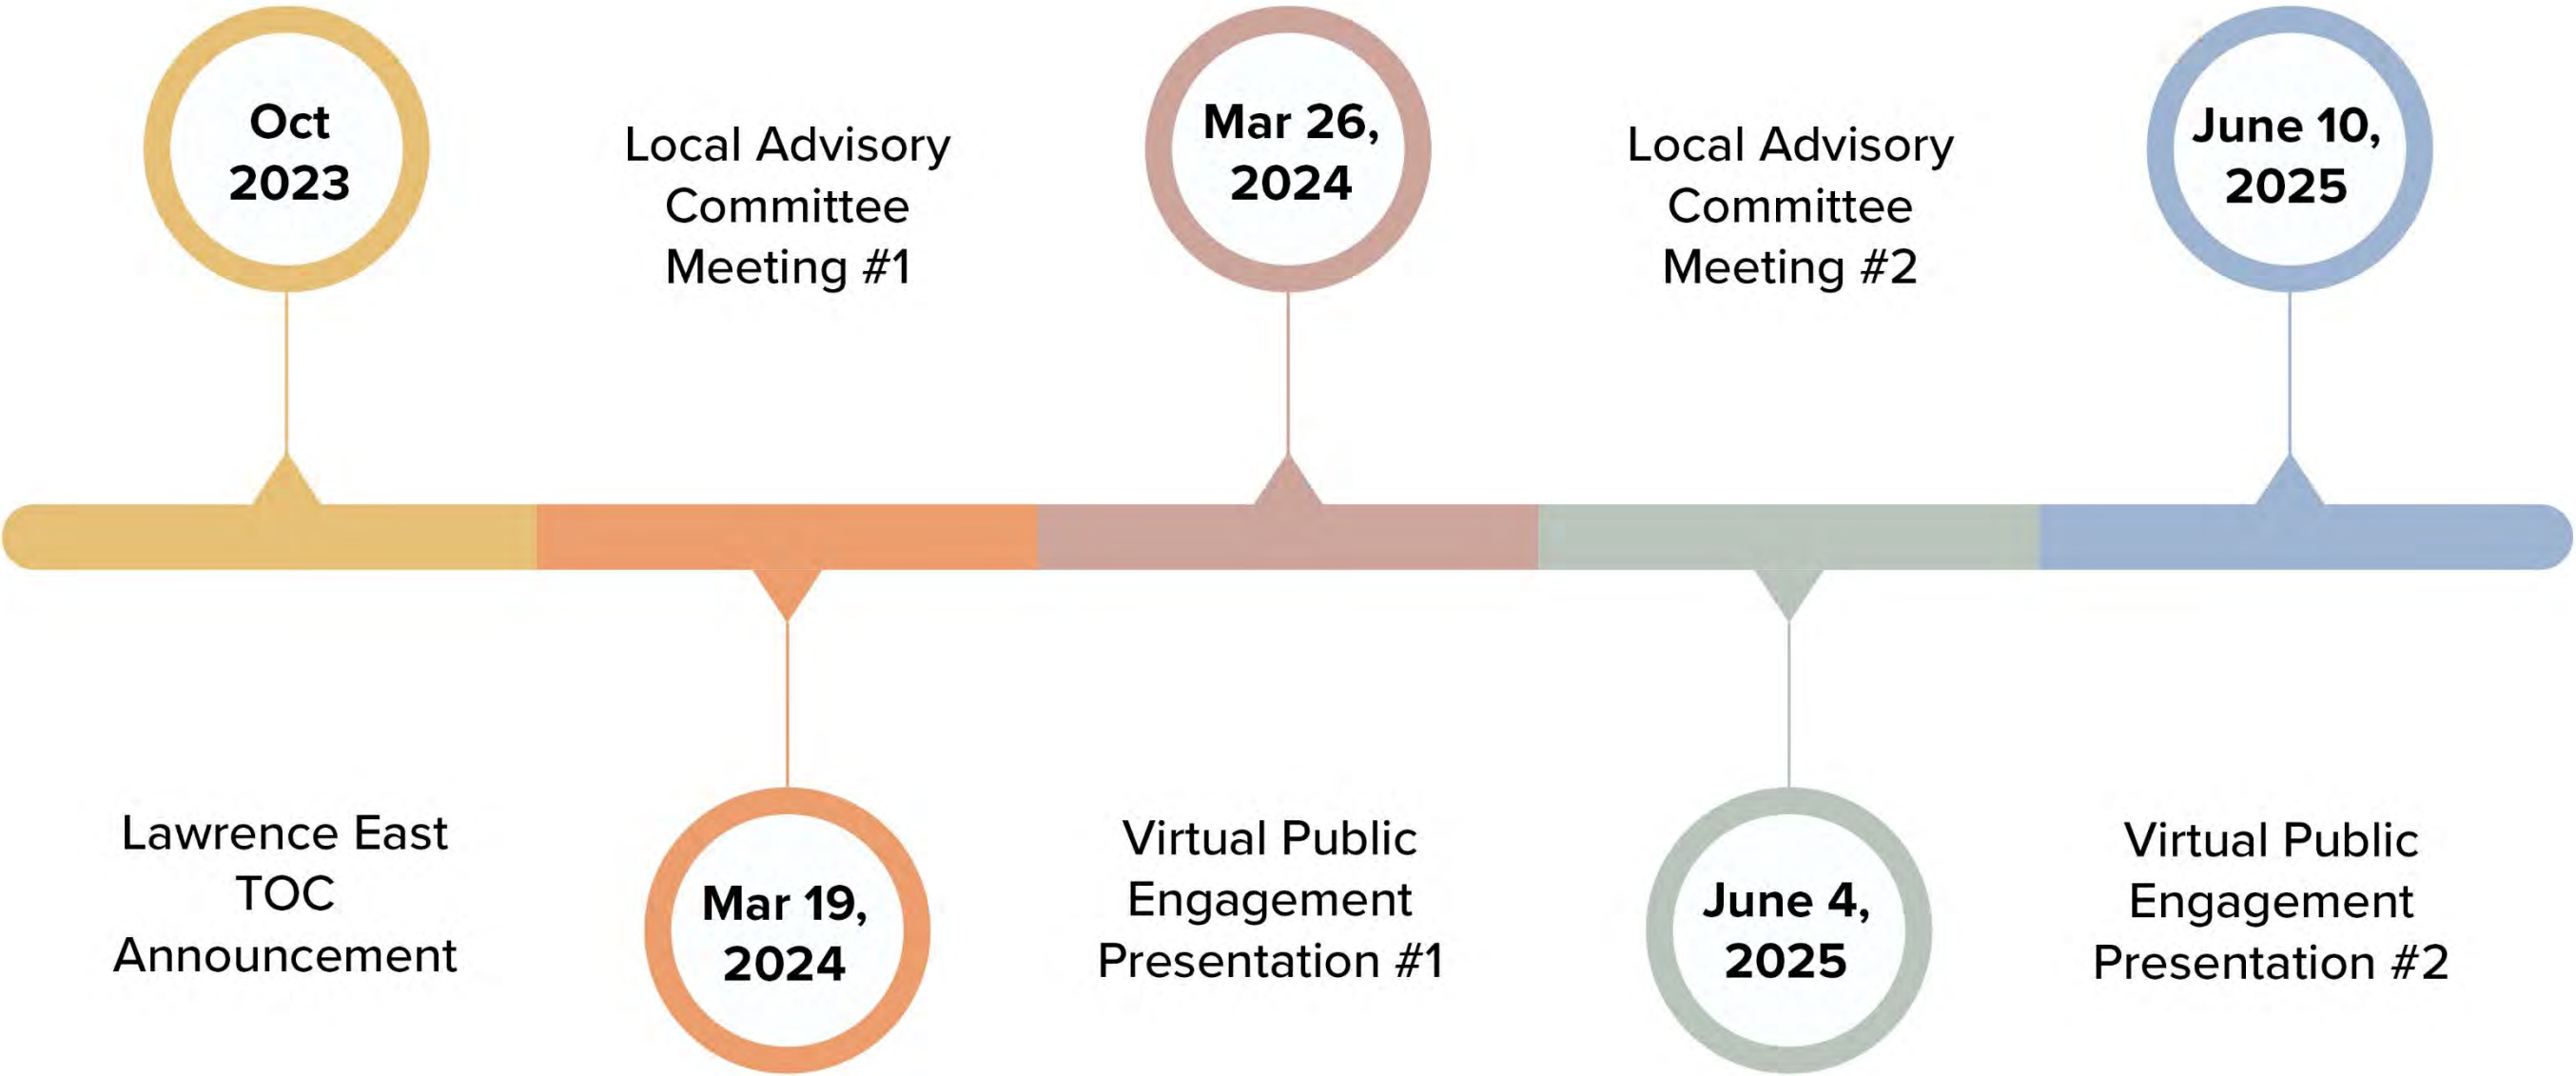 Oct
2023
Lawrence East
TOC
Announcement
Local Advisory
Committee
Meeting #1
Mar 19,
2024
Mar 26,
2024
Virtual Public
Engagement
Presentation #1
Local Advisory
Committee
Meeting #2
June 4,
2025
June 10,
2025
Virtual Public
Engagement
Presentation #2